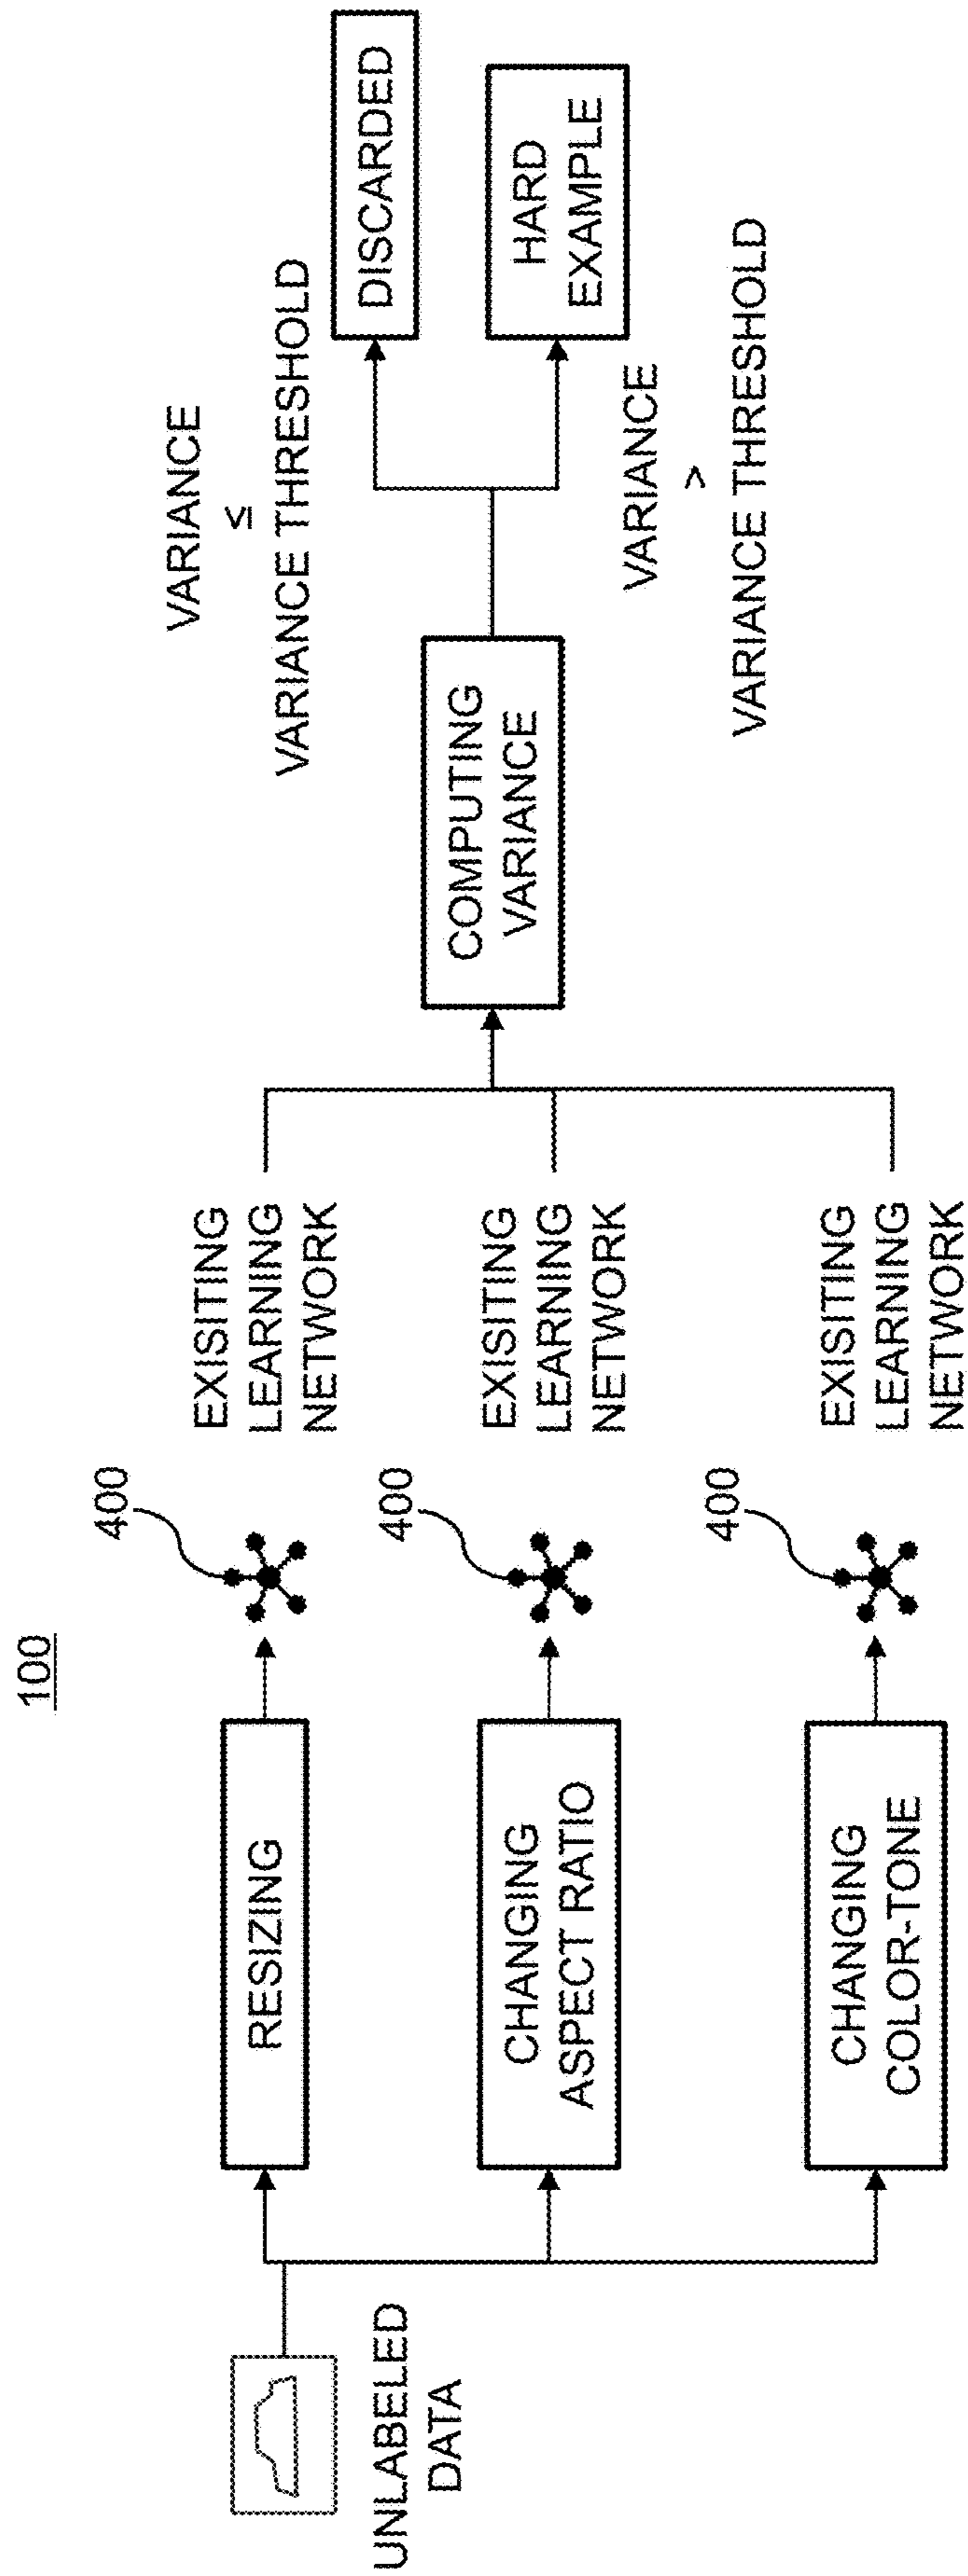 100
UNLABELED
DATA
RESIZING
CHANGING
ASPECT RATIO
CHANGING
COLOR-TONE
400
EXISITING
LEARNING
NETWORK
400
EXISITING
LEARNING
NETWORK
400
EXISITING
LEARNING
NETWORK
COMPUTING
VARIANCE
VARIANCE
≤
VARIANCE THRESHOLD
DISCARDED
HARD
EXAMPLE
VARIANCE
>
VARIANCE THRESHOLD